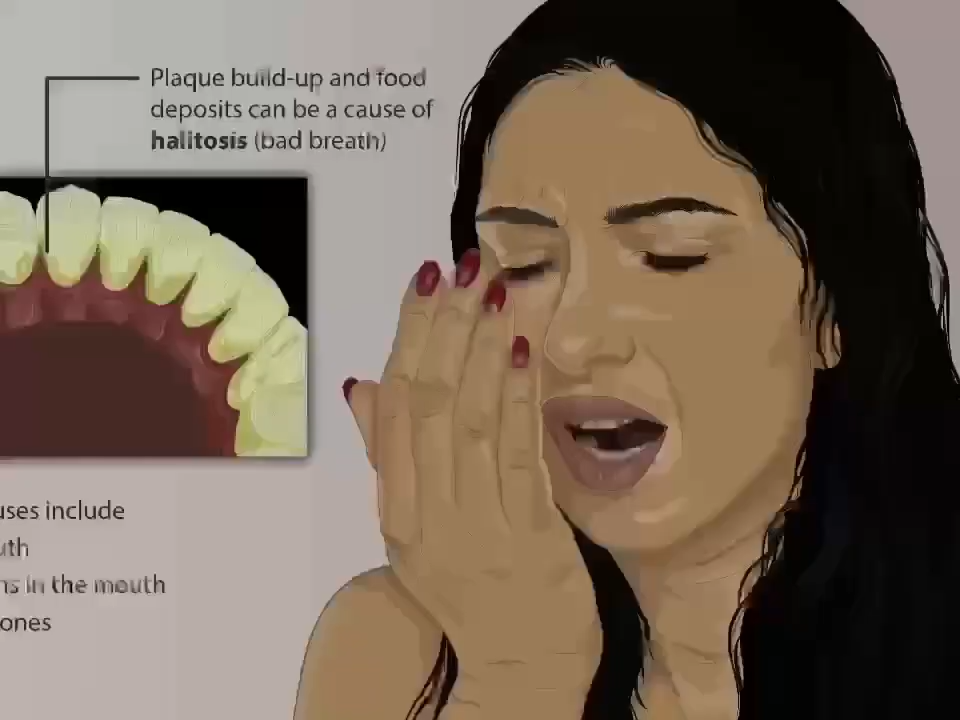 Plaque build-up and food
deposits can be a cause of
halitosis (bad breath)
uses include
uth
ns in the mouth
ones